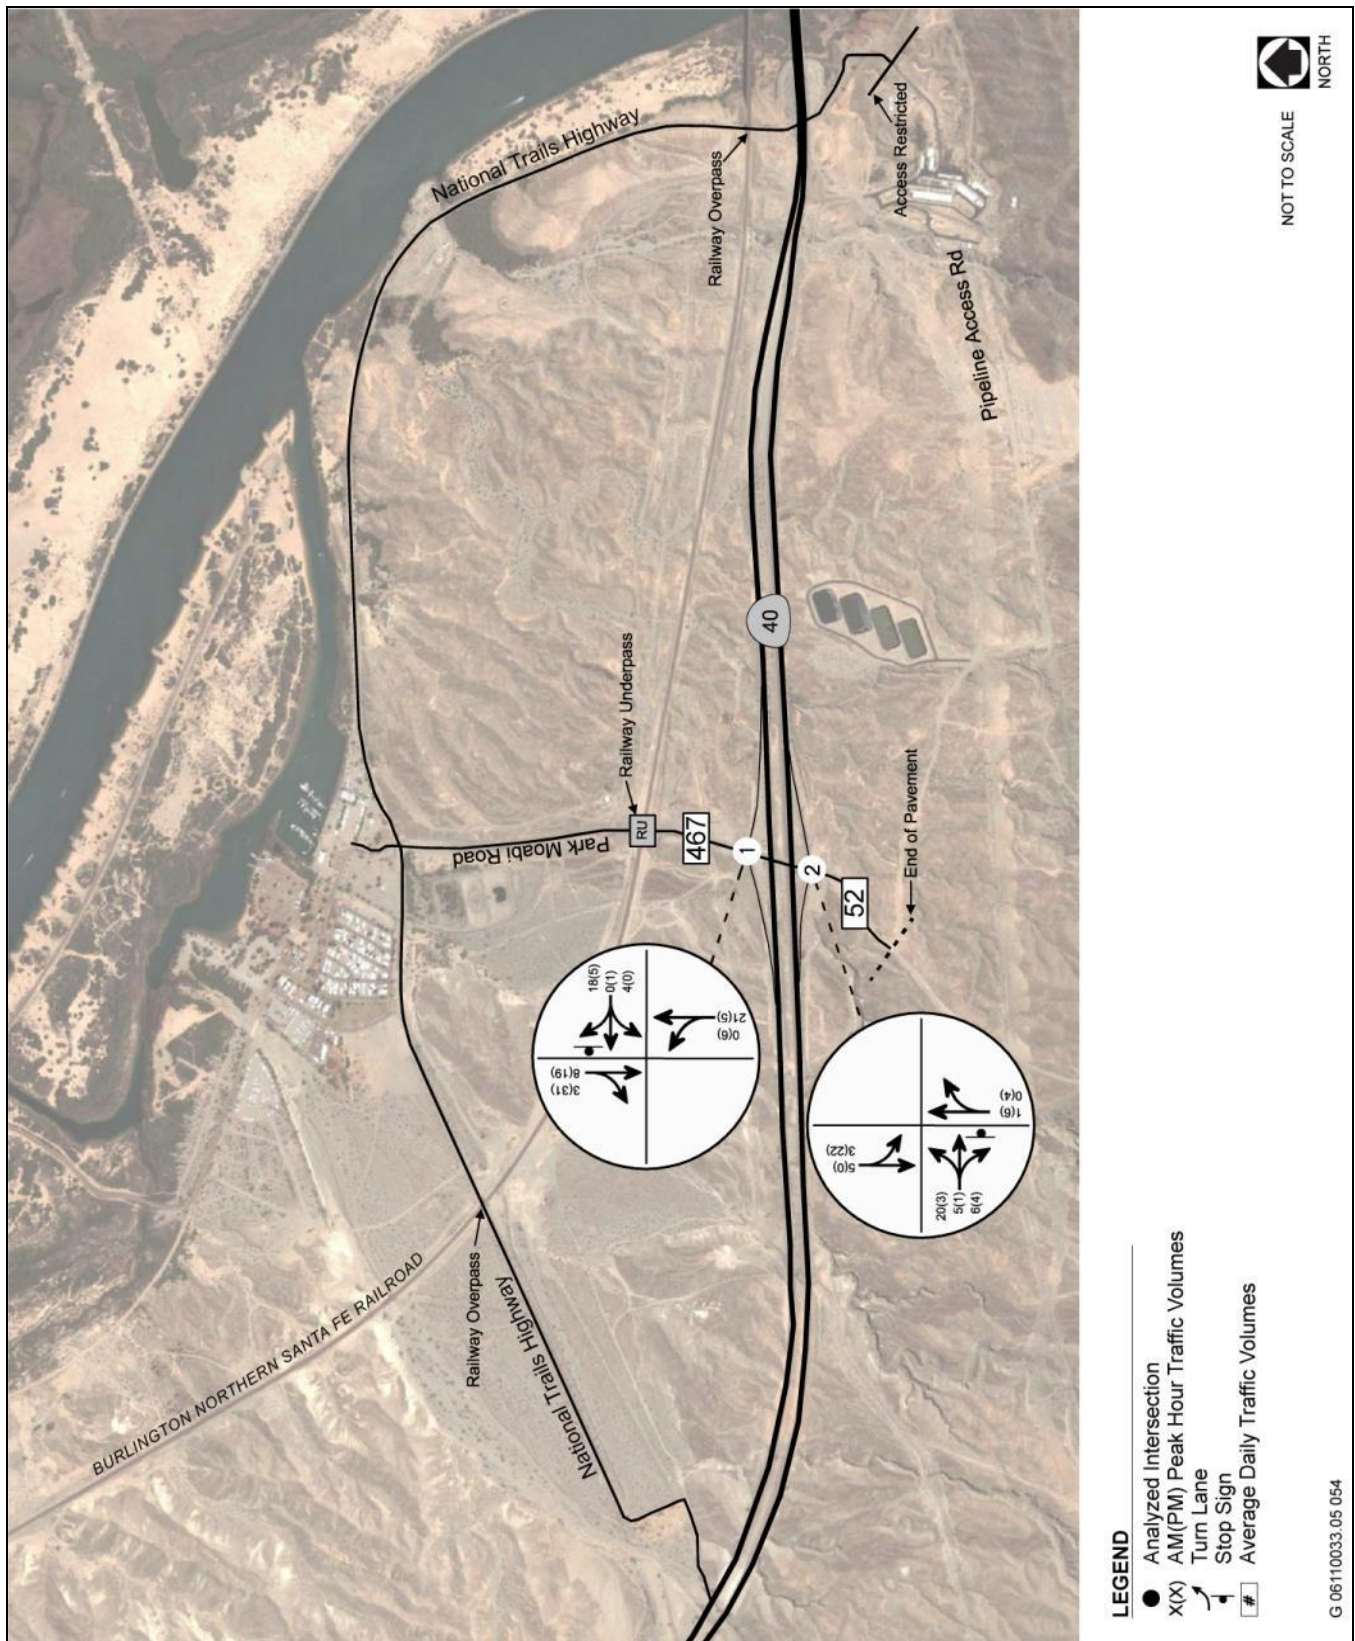 BURLINGTON NORTHERN SANTA FE RAILROAD
National Trails Highway
Railway Overpass
National Trails Highway
Railway Overpass
Access Restricted
Pipeline Access Rd
Park Moabi Road
Railway Underpass
RU
467
1
2
52
End of Pavement
40
3(31)
8(19)
18(5)
0(1)
4(0)
0(6)
21(5)
5(0)
3(22)
20(3)
5(1)
6(4)
1(6)
0(4)
LEGEND
Analyzed Intersection
X(X) AM(PM) Peak Hour Traffic Volumes
Turn Lane
Stop Sign
# Average Daily Traffic Volumes
NOT TO SCALE
NORTH
G 06110033.05 054